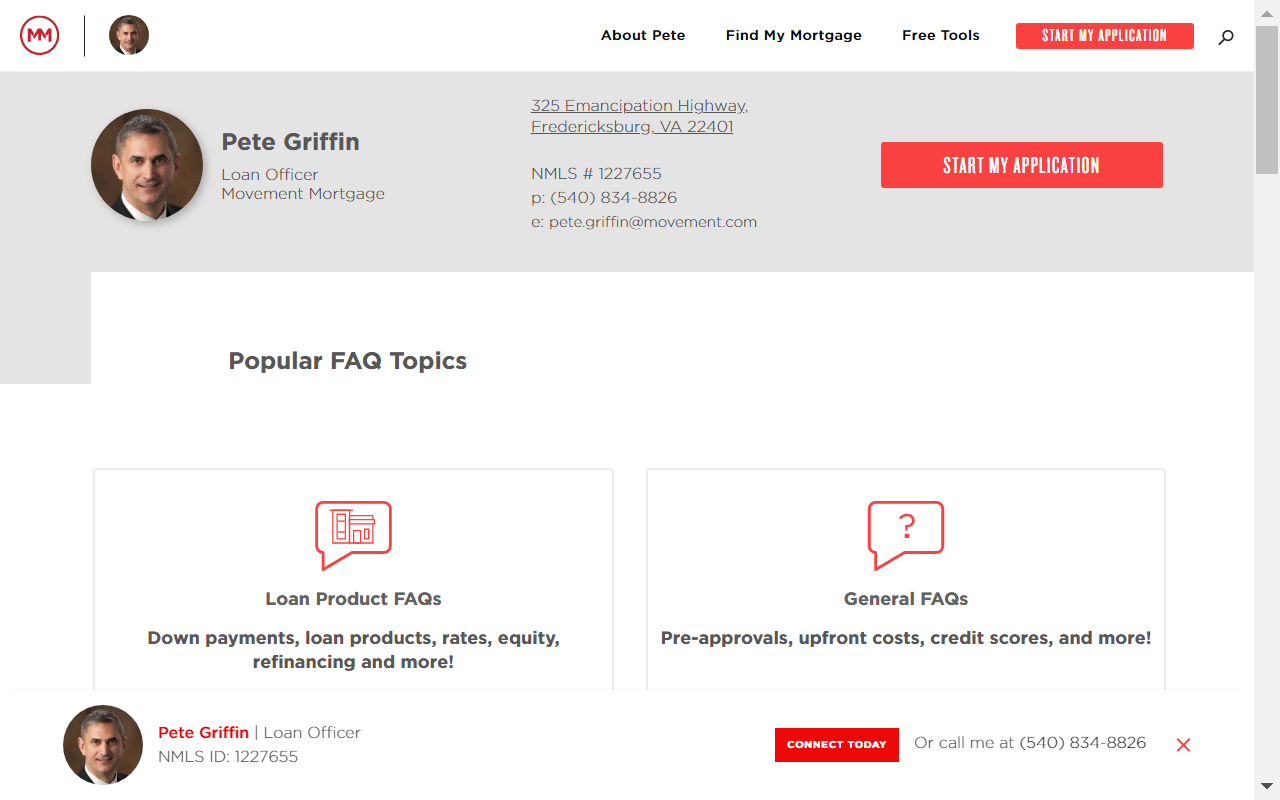 MM
About Pete
Find My Mortgage
Free Tools
START MY APPLICATION
Pete Griffin
Loan Officer
Movement Mortgage
325 Emancipation Highway,
Fredericksburg, VA 22401
NMLS # 1227655
p: (540) 834-8826
e: pete.griffin@movement.com
START MY APPLICATION
Popular FAQ Topics
?
Loan Product FAQs
Down payments, loan products, rates, equity,
refinancing and more!
General FAQs
Pre-approvals, upfront costs, credit scores, and more!
Pete Griffin | Loan Officer
NMLS ID: 1227655
CONNECT TODAY
Or call me at (540) 834-8826